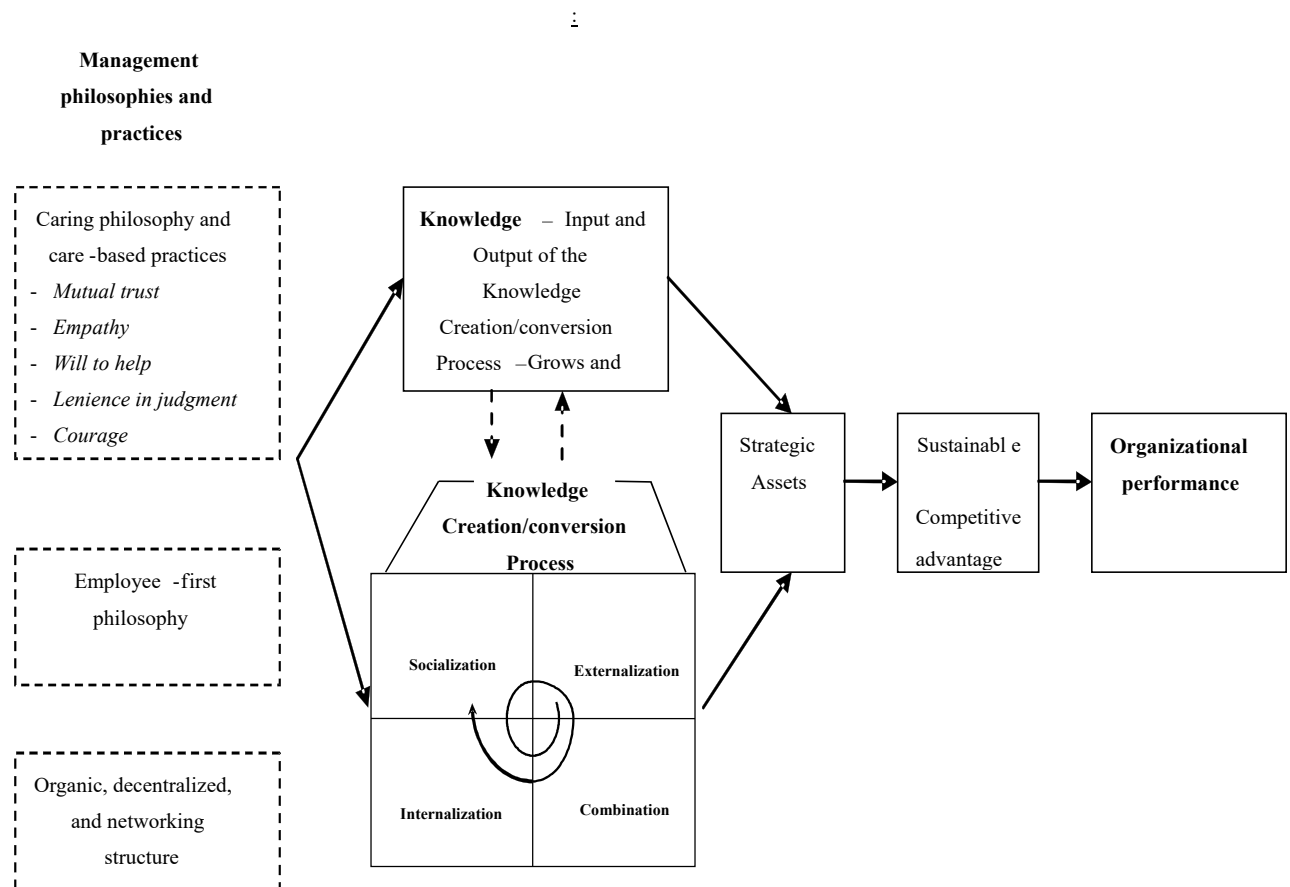 :
Management
philosophies and
practices
Caring philosophy and
care -based practices
- Mutual trust
- Empathy
- Will to help
- Lenience in judgment
- Courage
Employee -first
philosophy
Organic, decentralized,
and networking
structure
Knowledge – Input and
Output of the
Knowledge
Creation/conversion
Process –Grows and
Knowledge
Creation/conversion
Process
Socialization
Externalization
Internalization
Combination
Strategic
Assets
Sustainabl e
Competitive
advantage
Organizational
performance